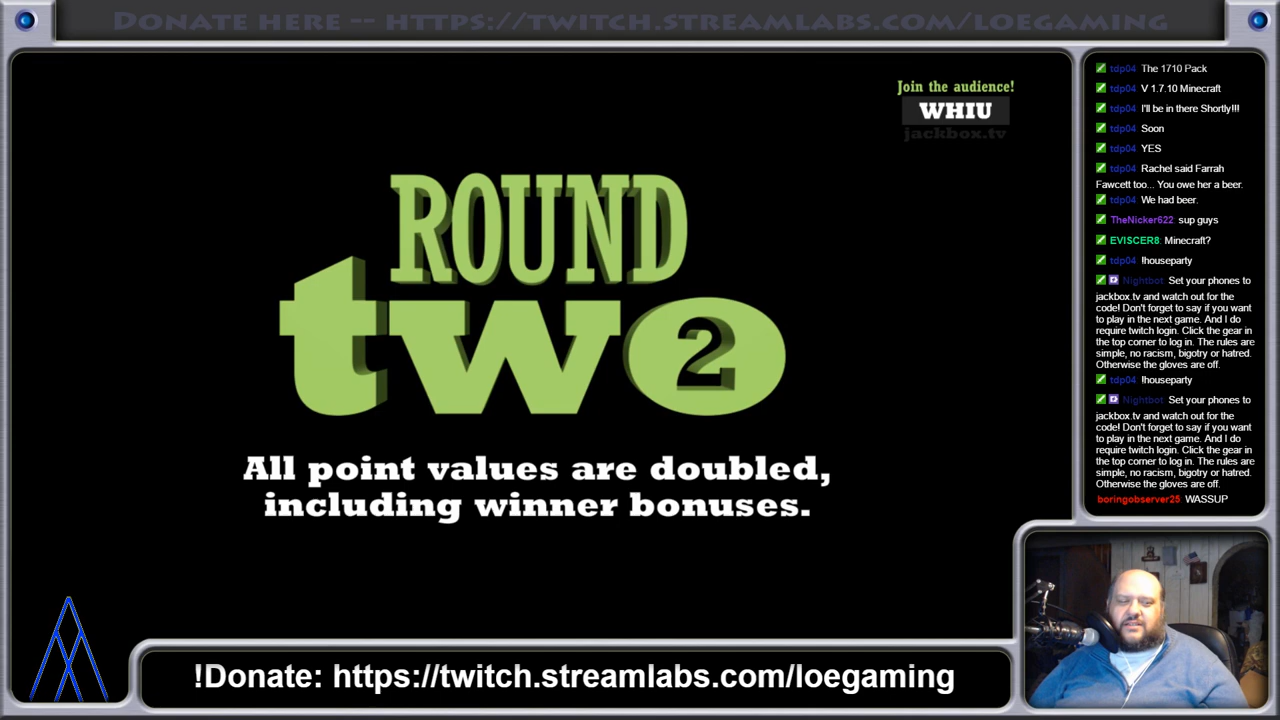 Donate here -- https://twitch.streamlabs.com/loegaming
Join the audience!
WHIU
jackbox.tv
ROUND
two
2
All point values are doubled,
including winner bonuses.
tdp04 The 1710 Pack
tdp04 V 1.7.10 Minecraft
tdp04 I'll be in there Shortly!!!
tdp04 Soon
tdp04 YES
tdp04 Rachel said Farrah
Fawcett too... You owe her a beer.
tdp04 We had beer.
TheNicker622 sup guys
EVISCER8 Minecraft?
tdp04 !houseparty
Nightbot Set your phones to
jackbox.tv and watch out for the
code! Don't forget to say if you want
to play in the next game. And I do
require twitch login. Click the gear in
the top corner to log in. The rules are
simple, no racism, bigotry or hatred.
Otherwise the gloves are off.
tdp04 !houseparty
Nightbot Set your phones to
jackbox.tv and watch out for the
code! Don't forget to say if you want
to play in the next game. And I do
require twitch login. Click the gear in
the top corner to log in. The rules are
simple, no racism, bigotry or hatred.
Otherwise the gloves are off.
boringobserver25 WASSUP
!Donate: https://twitch.streamlabs.com/loegaming